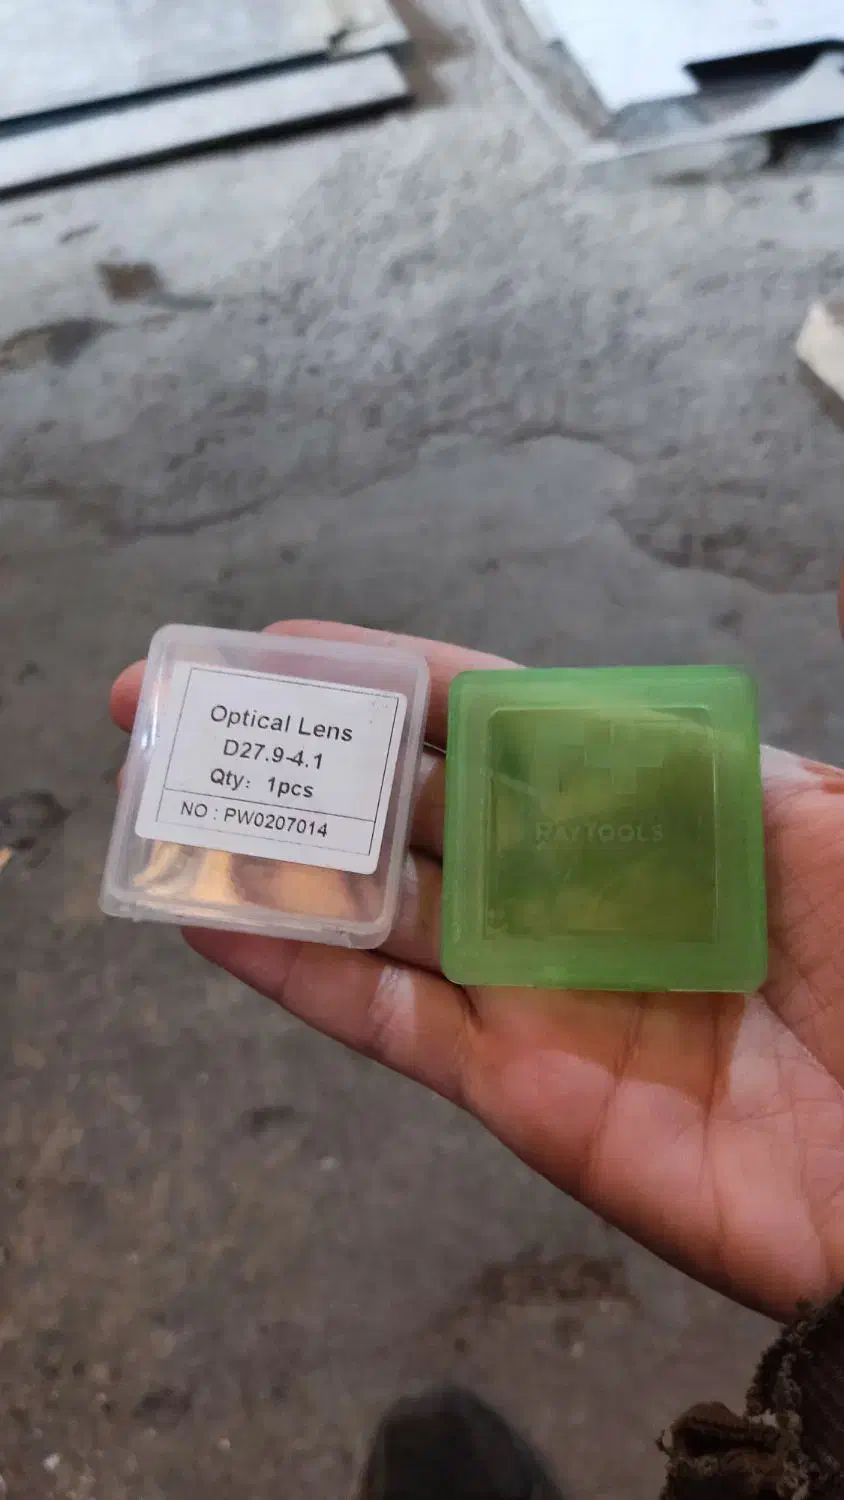 Optical Lens
D27.9-4.1
Qty: 1pcs
NO : PW0207014
RAYTOOLS